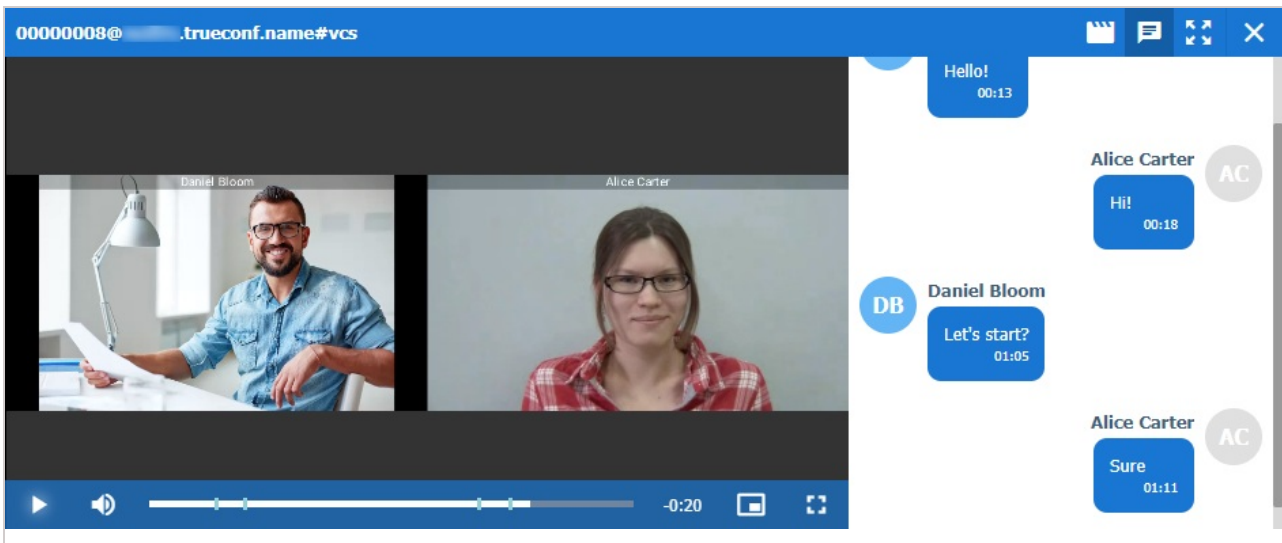 00000008@ .trueconf.name#vcs
Daniel Bloom
Alice Carter
-0:20
Hello!
00:13
Alice Carter
AC
Hi!
00:18
DB
Daniel Bloom
Let's start?
01:05
Alice Carter
AC
Sure
01:11